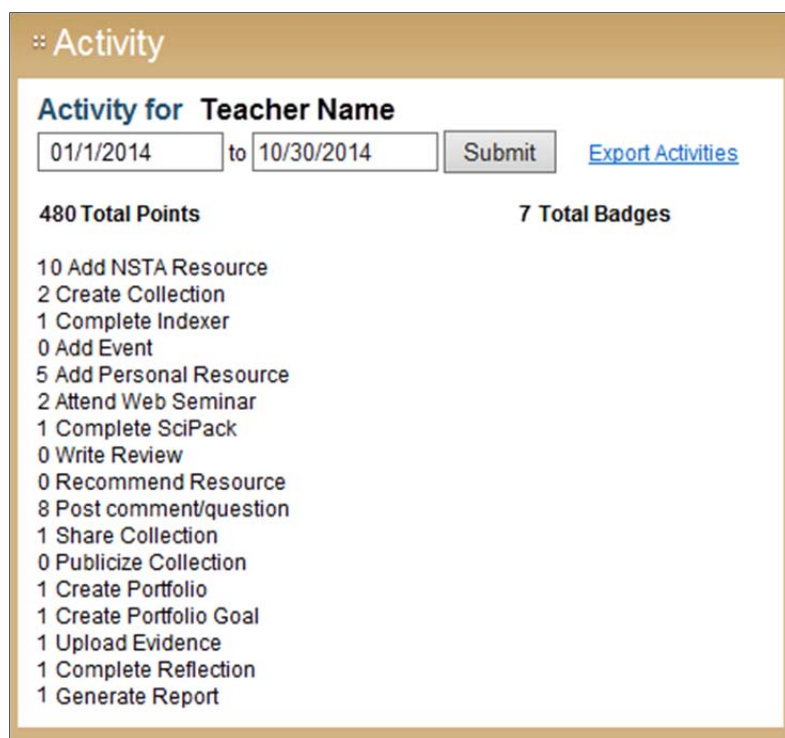 Activity
Activity for Teacher Name
01/1/2014 to 10/30/2014 Submit Export Activities
480 Total Points 7 Total Badges
10 Add NSTA Resource
2 Create Collection
1 Complete Indexer
0 Add Event
5 Add Personal Resource
2 Attend Web Seminar
1 Complete SciPack
0 Write Review
0 Recommend Resource
8 Post comment/question
1 Share Collection
0 Publicize Collection
1 Create Portfolio
1 Create Portfolio Goal
1 Upload Evidence
1 Complete Reflection
1 Generate Report